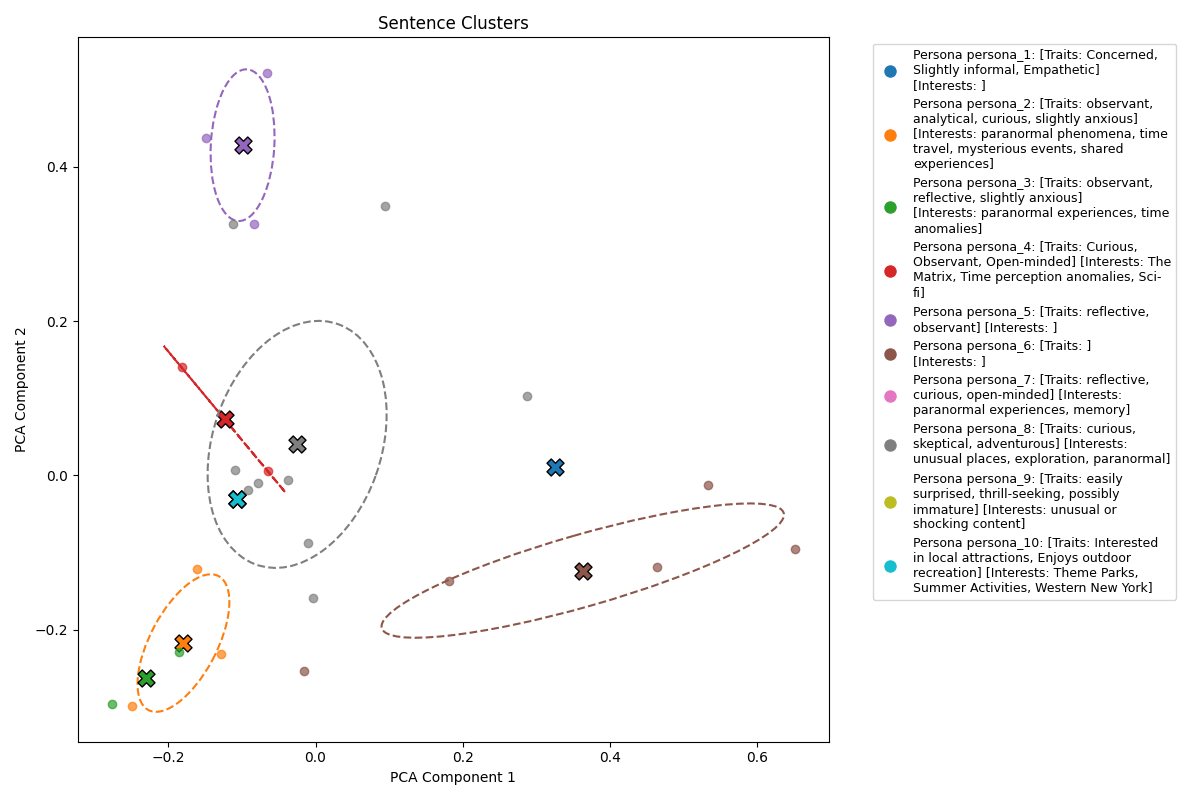 Sentence Clusters
PCA Component 2
0.4
0.2
0.0
−0.2
−0.2
0.0
0.2
0.4
0.6
PCA Component 1
Persona persona_1: [Traits: Concerned,
Slightly informal, Empathetic]
[Interests: ]
Persona persona_2: [Traits: observant,
analytical, curious, slightly anxious]
[Interests: paranormal phenomena, time
travel, mysterious events, shared
experiences]
Persona persona_3: [Traits: observant,
reflective, slightly anxious]
[Interests: paranormal experiences, time
anomalies]
Persona persona_4: [Traits: Curious,
Observant, Open-minded] [Interests: The
Matrix, Time perception anomalies, Sci-
fi]
Persona persona_5: [Traits: reflective,
observant] [Interests: ]
Persona persona_6: [Traits: ]
[Interests: ]
Persona persona_7: [Traits: reflective,
curious, open-minded] [Interests:
paranormal experiences, memory]
Persona persona_8: [Traits: curious,
skeptical, adventurous] [Interests:
unusual places, exploration, paranormal]
Persona persona_9: [Traits: easily
surprised, thrill-seeking, possibly
immature] [Interests: unusual or
shocking content]
Persona persona_10: [Traits: Interested
in local attractions, Enjoys outdoor
recreation] [Interests: Theme Parks,
Summer Activities, Western New York]